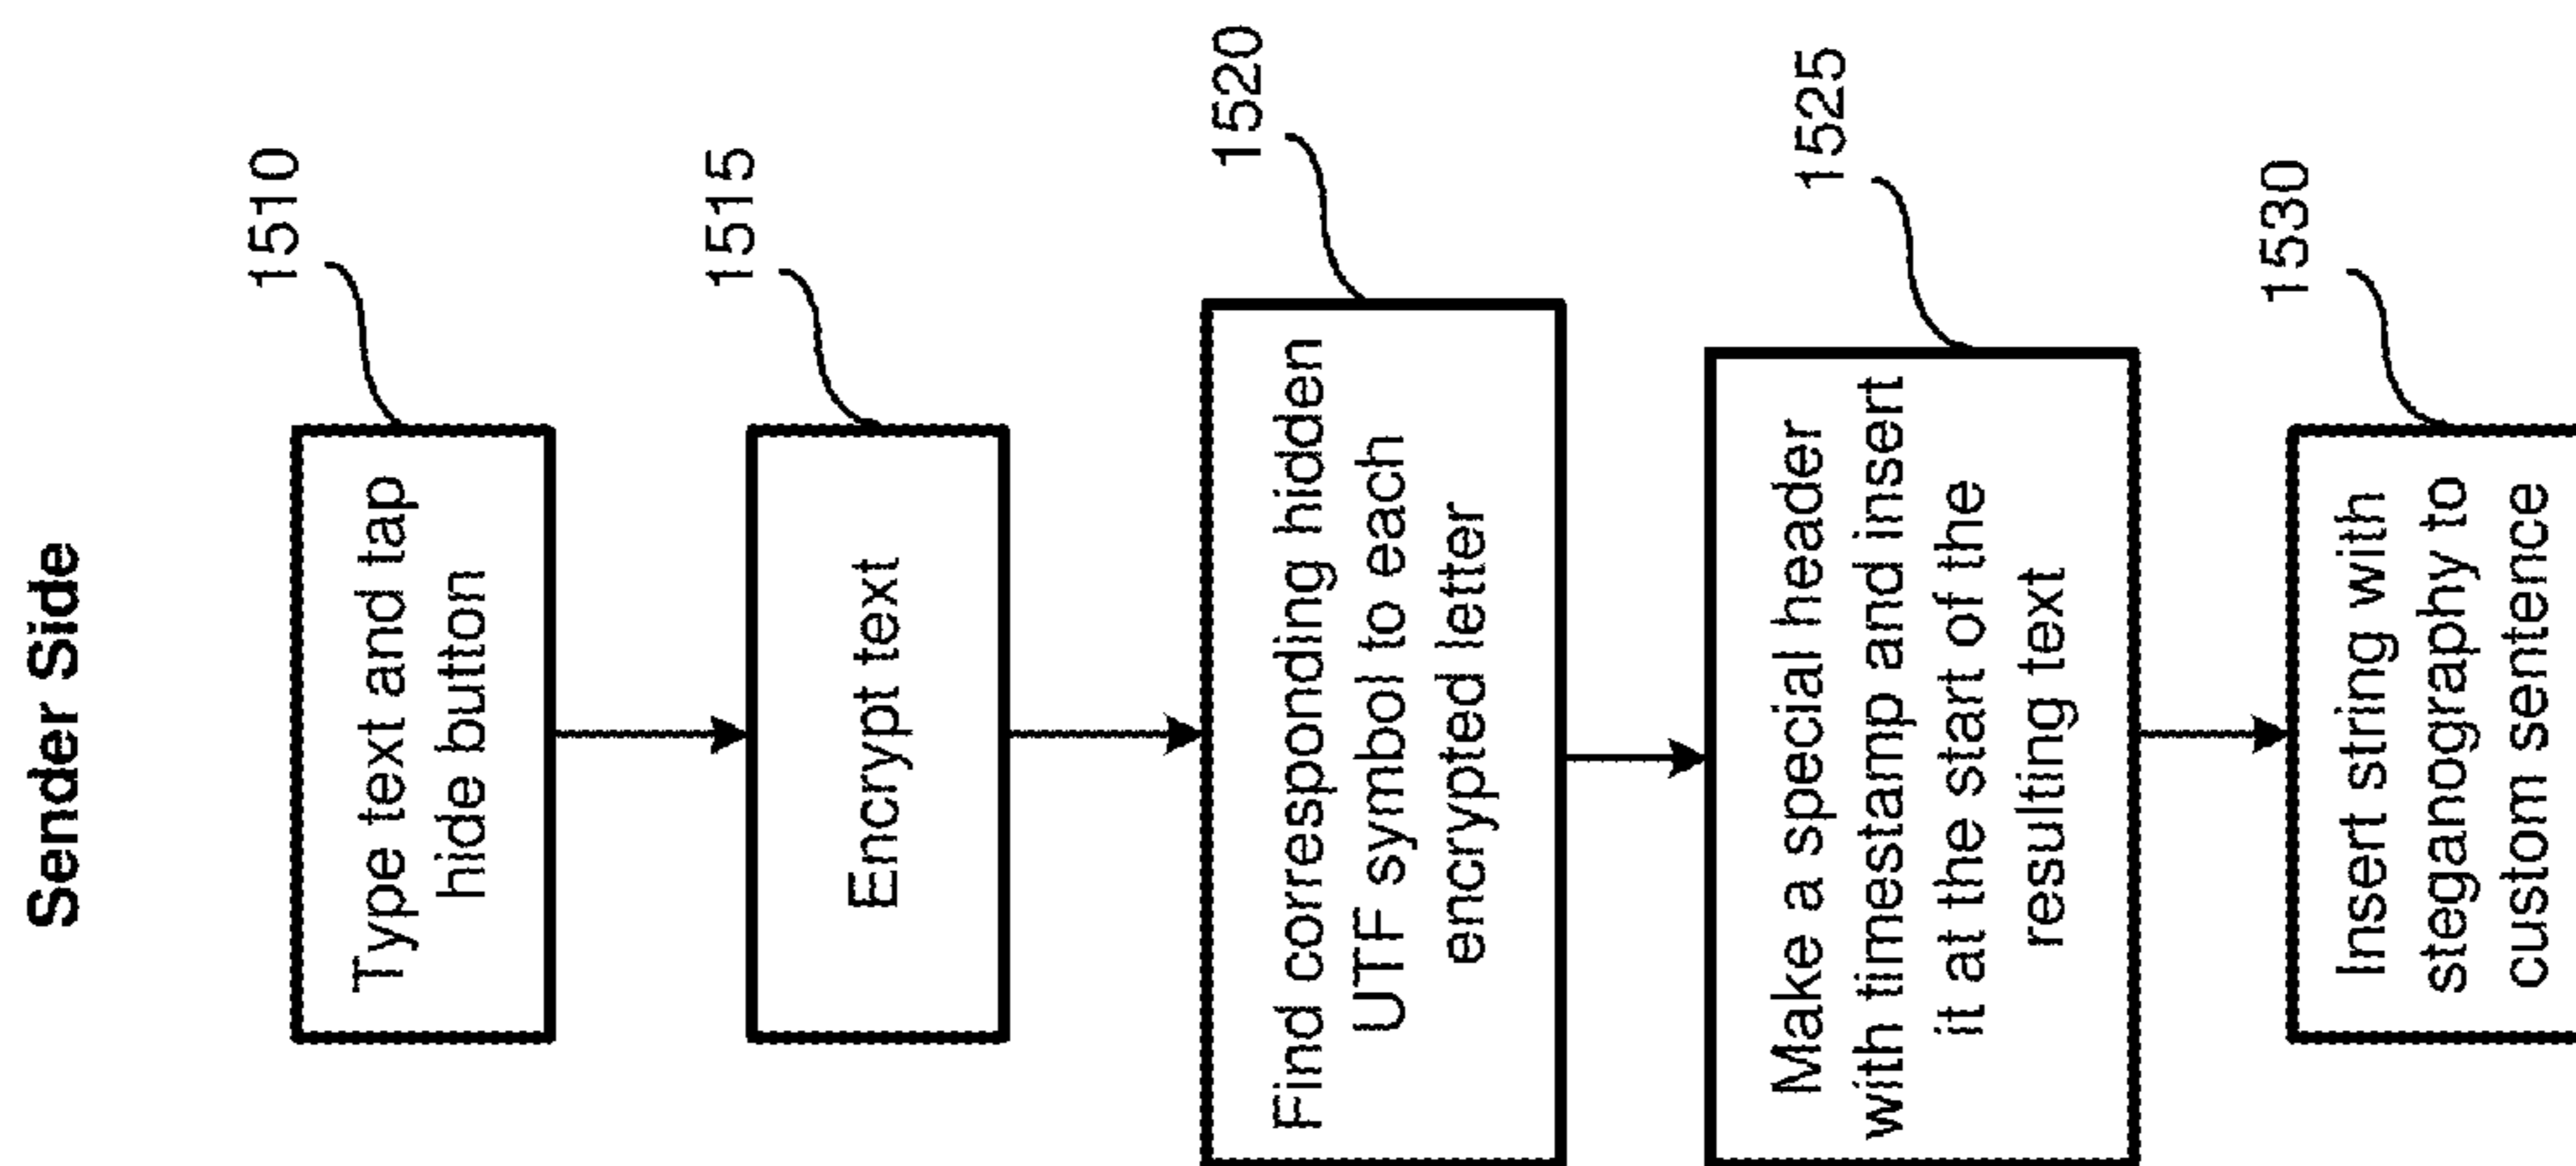 Sender Side
1510
Type text and tap
hide button
1515
Encrypt text
1520
Find corresponding hidden
UTF symbol to each
encrypted letter
1525
Make a special header
with timestamp and insert
it at the start of the
resulting text
1530
Insert string with
steganography to
custom sentence